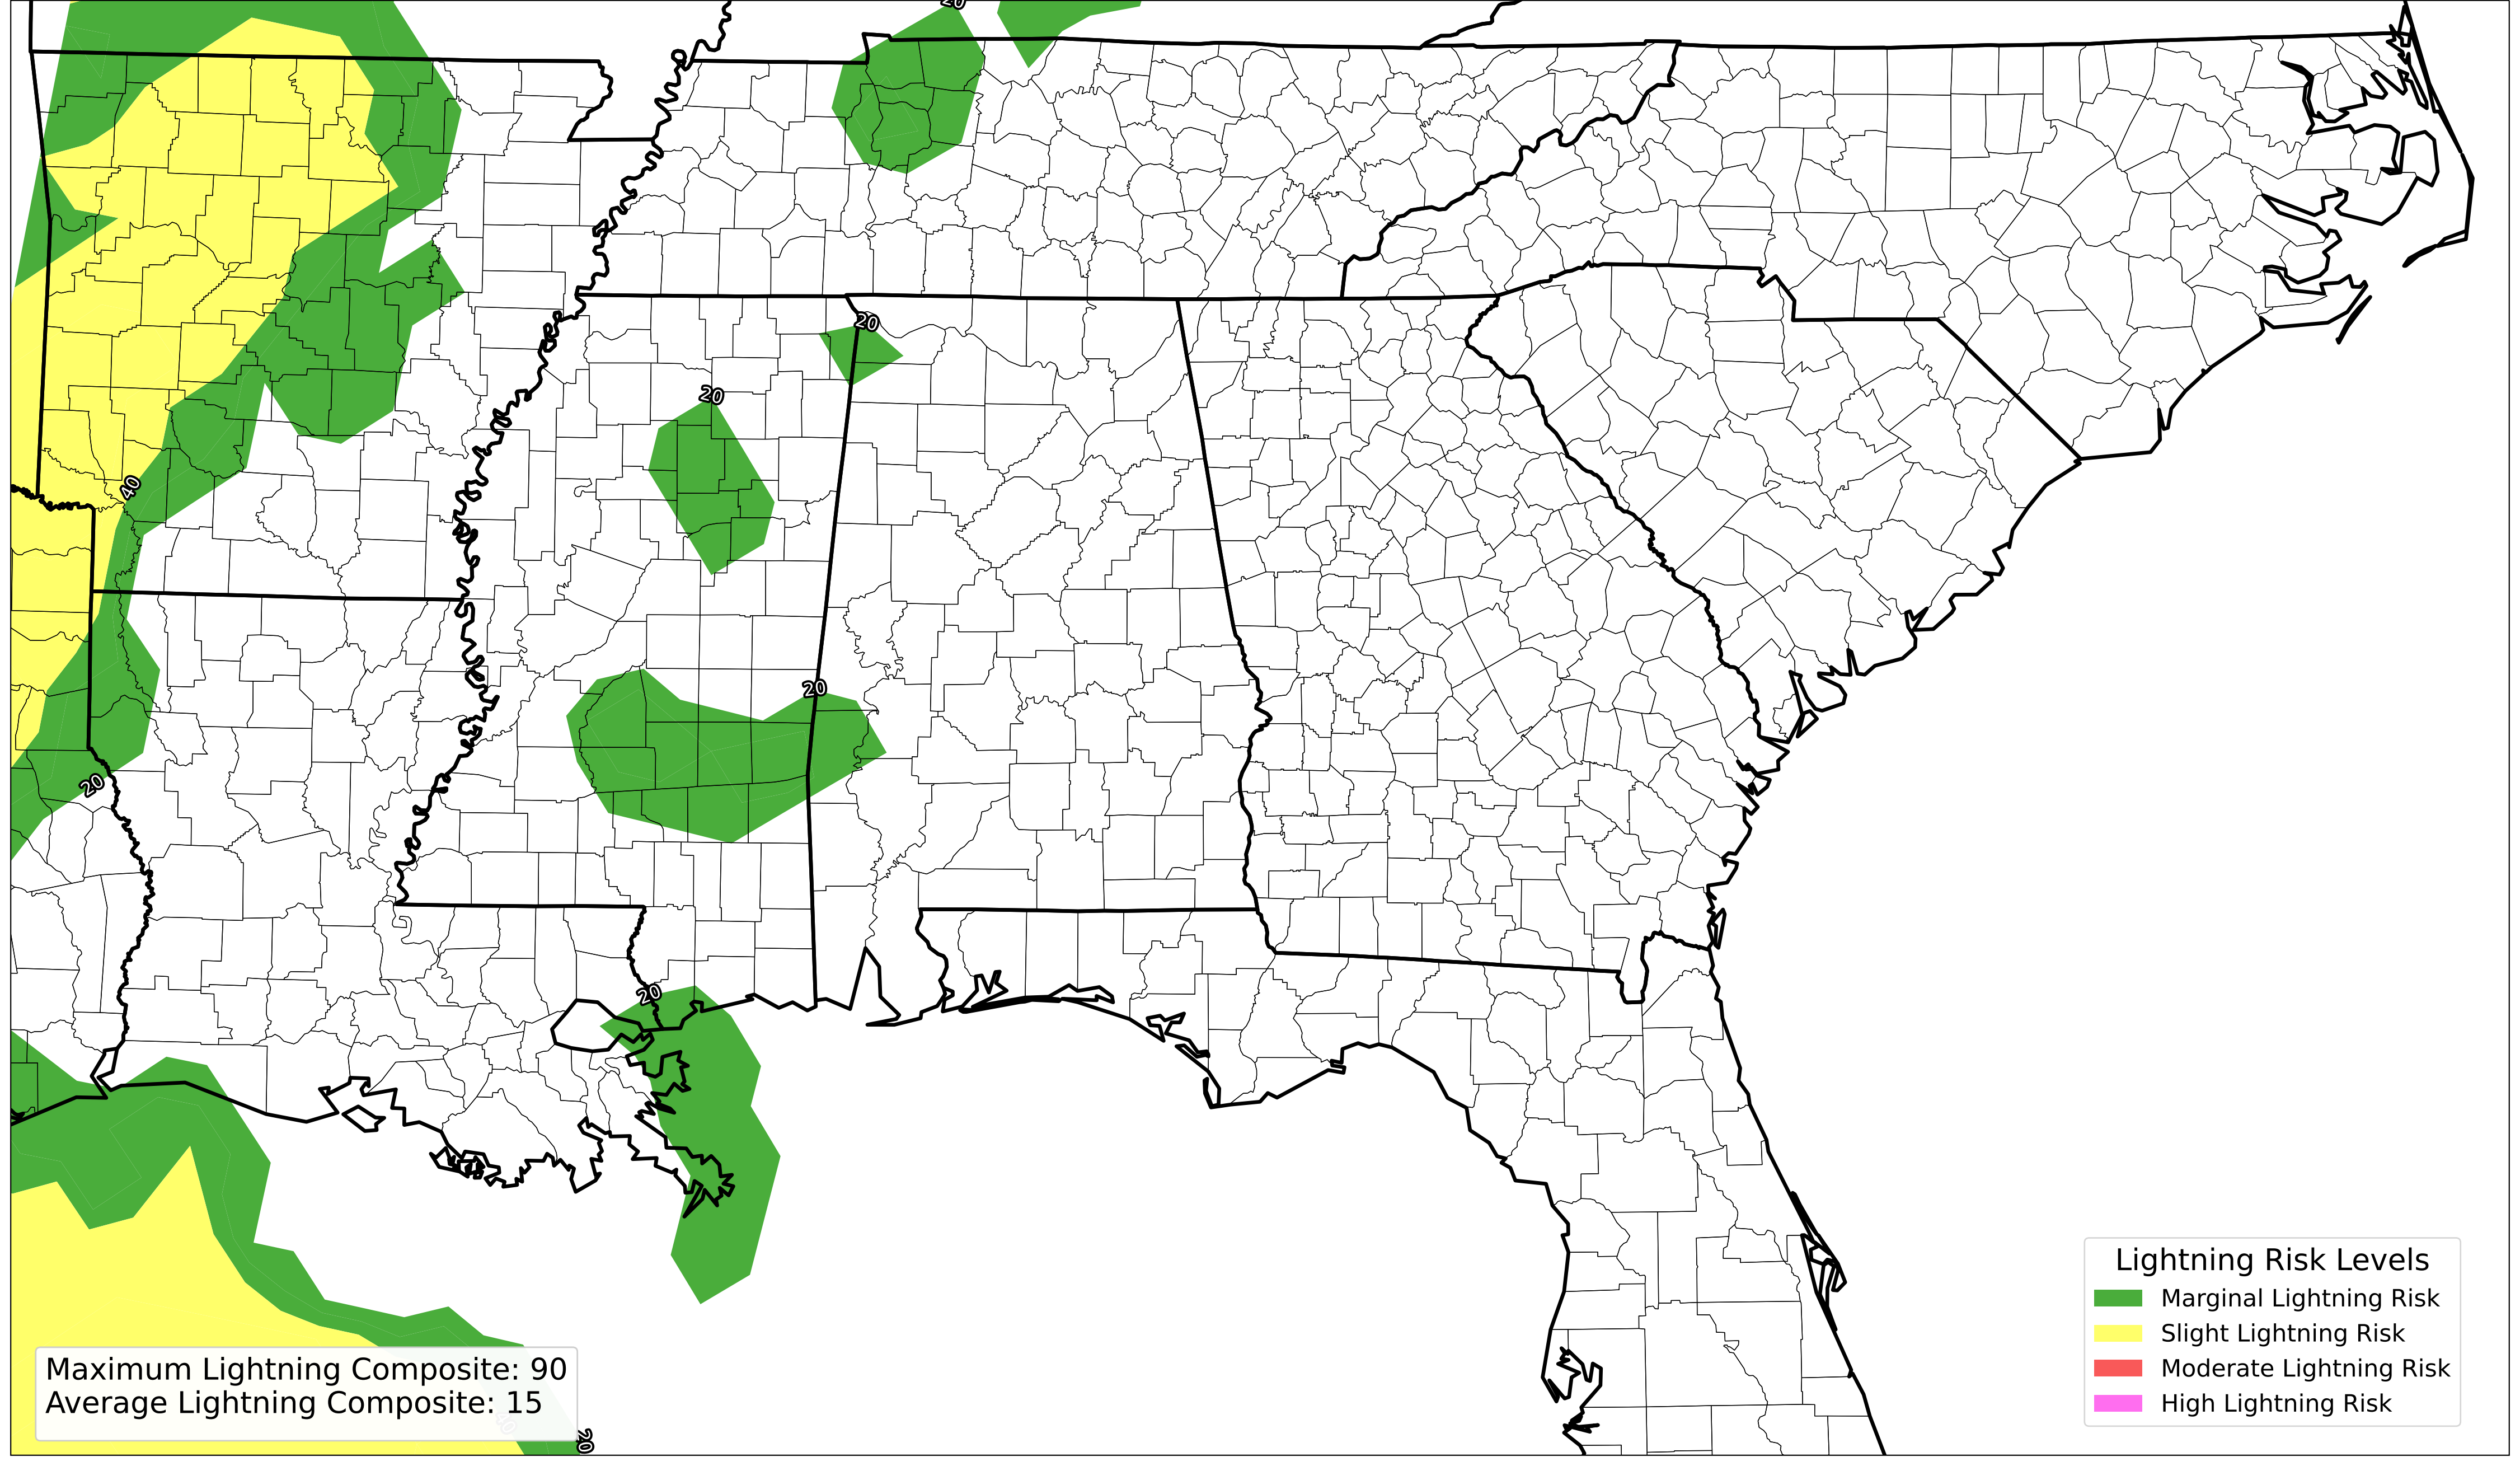 20
20
20
40
20
20
20
Lightning Risk Levels
Marginal Lightning Risk
Slight Lightning Risk
Moderate Lightning Risk
High Lightning Risk
Maximum Lightning Composite: 90
Average Lightning Composite: 15
40
20